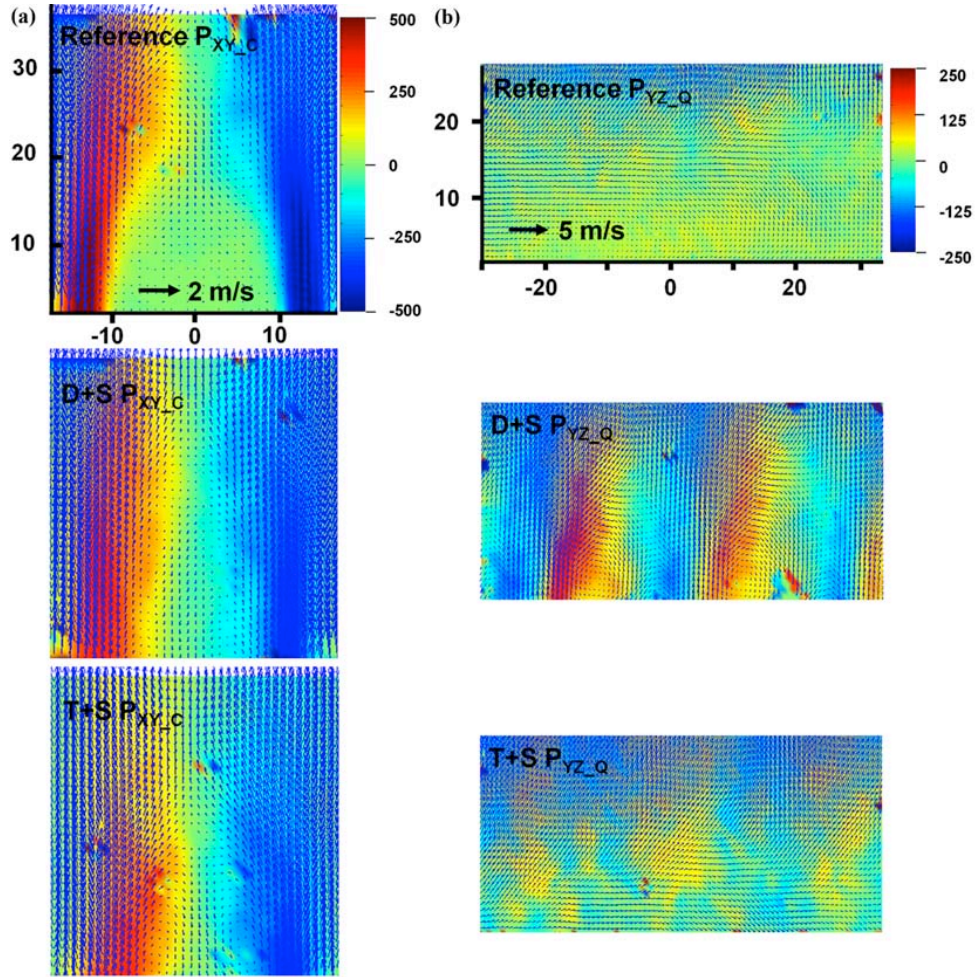 (a)
Reference P_XY_C
30
20
10
-10 0 10
2 m/s
500
250
0
-250
-500
(b)
Reference P_YZ_Q
20
10
5 m/s
-20 0 20
250
125
0
-125
-250
D+S P_XY_C
D+S P_YZ_Q
T+S P_XY_C
T+S P_YZ_Q